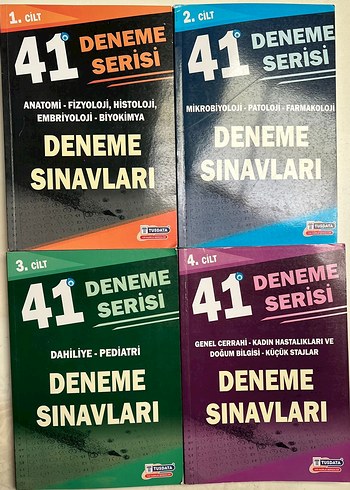 1. CİLT
41
DENEME
SERİSİ
ANATOMİ - FİZYOLOJİ, HİSTOLOJİ,
EMBRİYOLOJİ - BİYOKİMYA
DENEME
SINAVLARI
TUSDATA
2. CİLT
41
DENEME
SERİSİ
MİKROBİYOLOJİ - PATOLOJİ - FARMAKOLOJİ
DENEME
SINAVLARI
TUSDATA
3. CİLT
41
DENEME
SERİSİ
DAHİLİYE - PEDİATRİ
DENEME
SINAVLARI
TUSDATA
4. CİLT
41
DENEME
SERİSİ
GENEL CERRAHİ - KADIN HASTALIKLARI VE
DOĞUM BİLGİSİ - KÜÇÜK STAJLAR
DENEME
SINAVLARI
TUSDATA